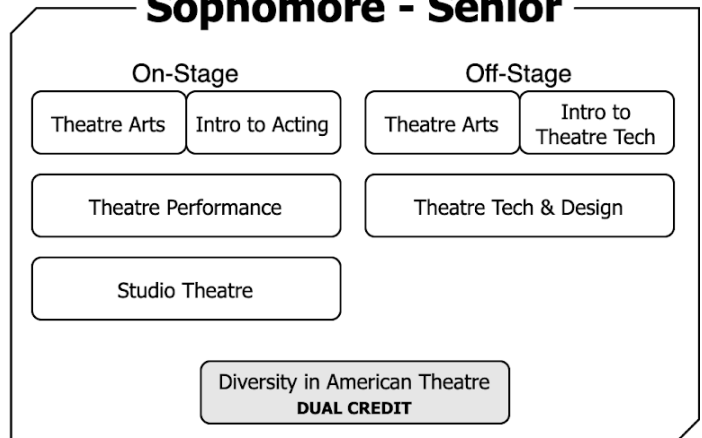 Sophomore - Senior
On-Stage
Off-Stage
Theatre Arts
Intro to Acting
Theatre Arts
Intro to
Theatre Tech
Theatre Performance
Theatre Tech & Design
Studio Theatre
Diversity in American Theatre
DUAL CREDIT